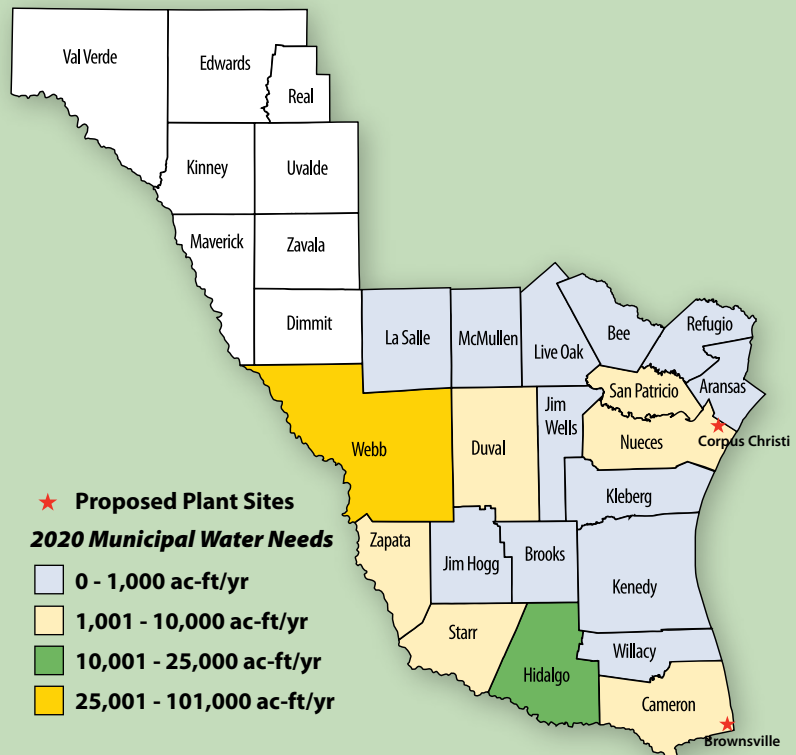 Val Verde
Edwards
Real
Kinney
Uvalde
Maverick
Zavala
Dimmit
La Salle
McMullen
Live Oak
Bee
Refugio
Aransas
San Patricio
Jim
Wells
Nueces
Corpus Christi
Webb
Duval
Kleberg
Zapata
Jim Hogg
Brooks
Kenedy
Starr
Hidalgo
Willacy
Cameron
Brownsville
Proposed Plant Sites
2020 Municipal Water Needs
0 - 1,000 ac-ft/yr
1,001 - 10,000 ac-ft/yr
10,001 - 25,000 ac-ft/yr
25,001 - 101,000 ac-ft/yr